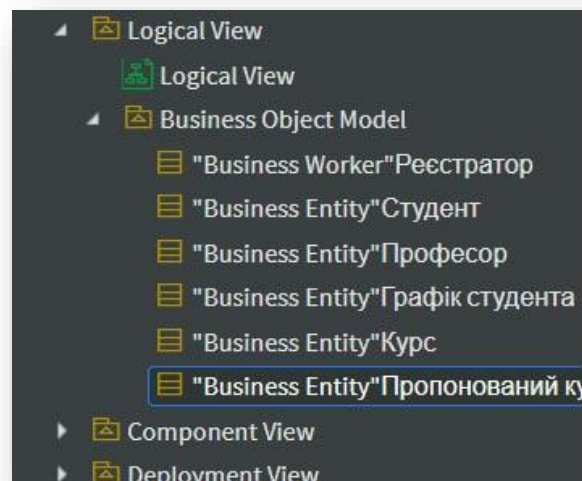 Logical View
Logical View
Business Object Model
"Business Worker"Реєстратор
"Business Entity"Студент
"Business Entity"Професор
"Business Entity"Графік студента
"Business Entity"Курс
"Business Entity"Пропонований
Component View
Deployment View